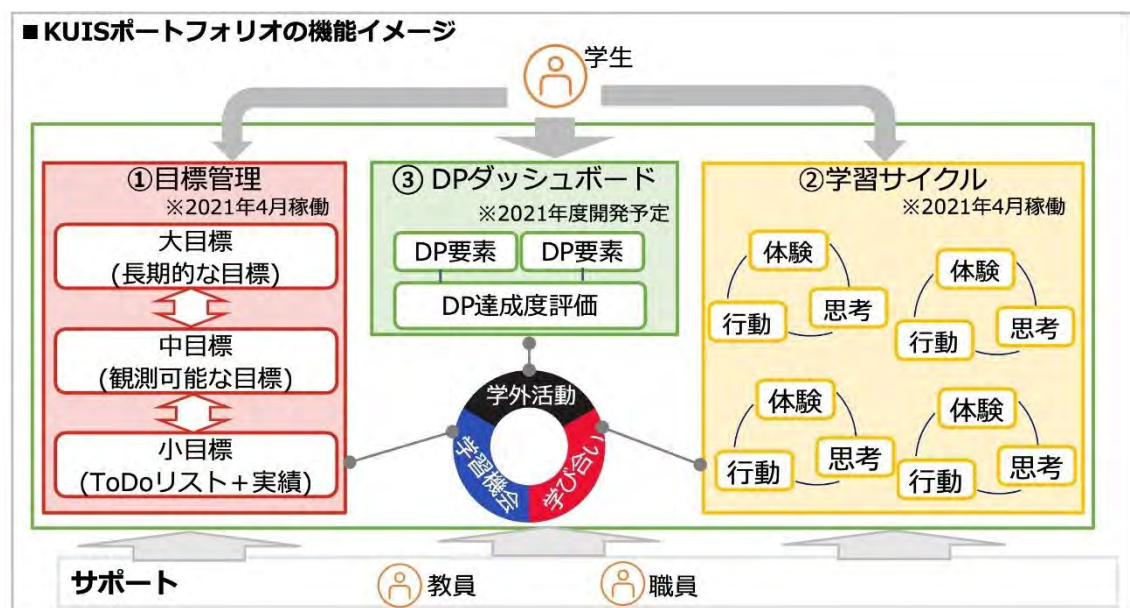 ■KUISポートフォリオの機能イメージ
学生
①目標管理
※2021年4月稼働
大目標
(長期的な目標)
中目標
(観測可能な目標)
小目標
(ToDoリスト＋実績)
③ DPダッシュボード
※2021年度開発予定
DP要素
DP要素
DP達成度評価
学外活動
学習機会
学び合い
②学習サイクル
※2021年4月稼働
体験
行動
思考
体験
行動
思考
体験
行動
思考
体験
行動
思考
サポート
教員
職員